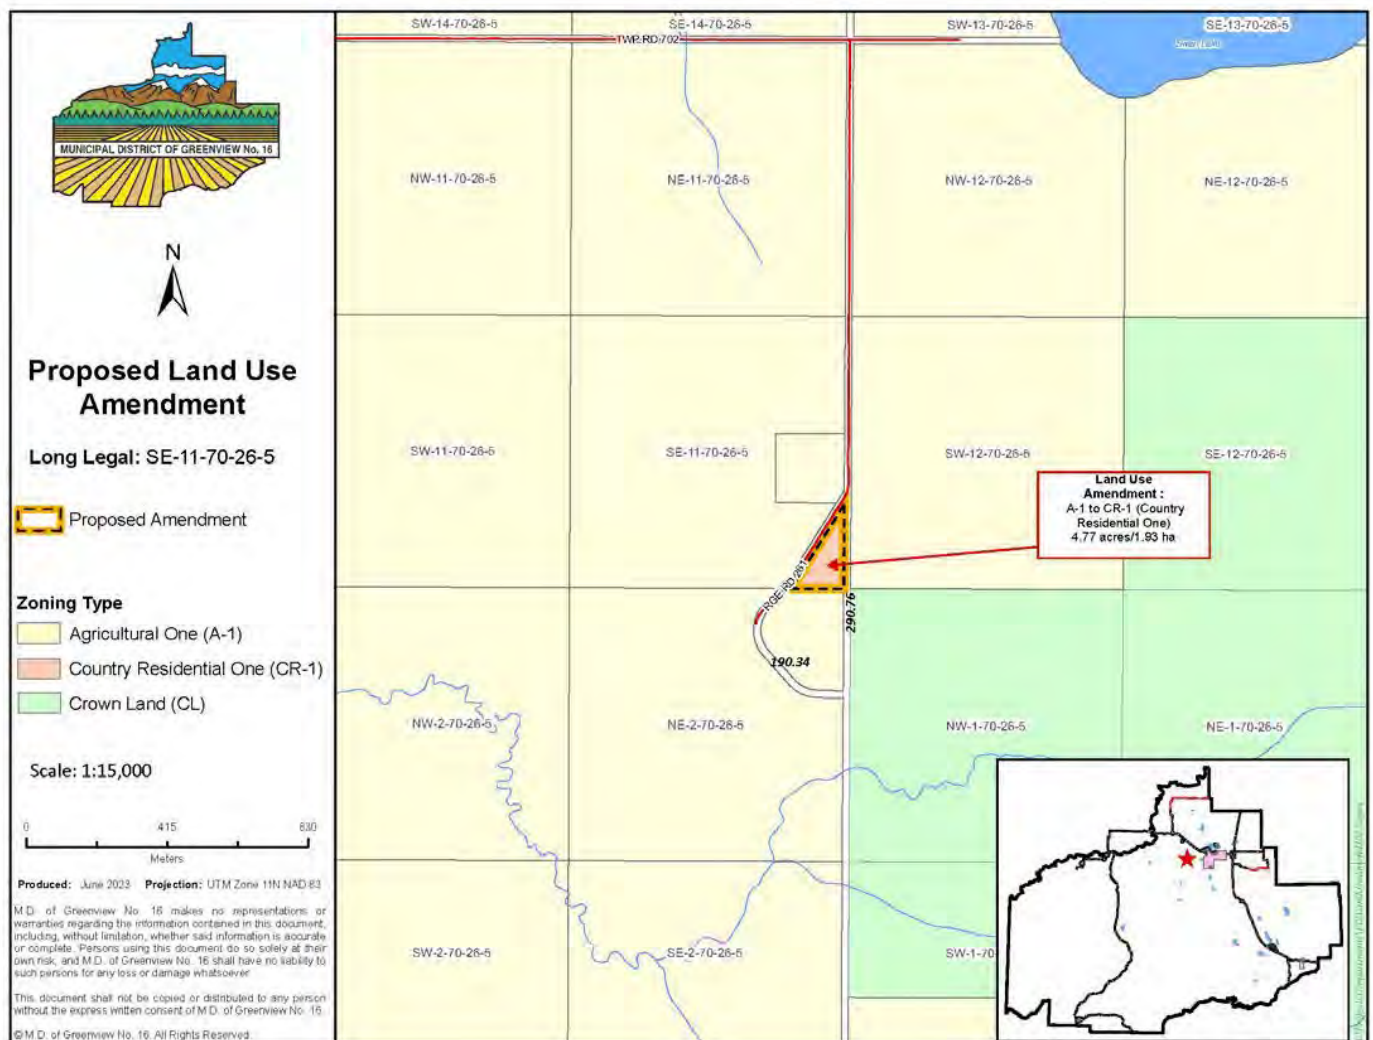 MUNICIPAL DISTRICT OF GREENVIEW No. 16
N
Proposed Land Use
Amendment
Long Legal: SE-11-70-26-5
Proposed Amendment
Zoning Type
Agricultural One (A-1)
Country Residential One (CR-1)
Crown Land (CL)
Scale: 1:15,000
0 415 830
Meters
Produced: June 2023 Projection: UTM Zone 11N NAD 83
M.D. of Greenview No. 16 makes no representations or
warranties regarding the information contained in this document,
including, without limitation, whether said information is accurate
or complete. Persons using this document do so solely at their
own risk, and M.D. of Greenview No. 16 shall have no liability to
such persons for any loss or damage whatsoever
This document shall not be copied or distributed to any person
without the express written consent of M.D. of Greenview No. 16.
© M.D. of Greenview No. 16. All Rights Reserved.
SW-14-70-26-5 SE-14-70-26-5 SW-13-70-26-5 SE-13-70-26-5
TWP RD 702
NW-11-70-26-5 NE-11-70-26-5 NW-12-70-26-5 NE-12-70-26-5
SW-11-70-26-5 SE-11-70-26-5 SW-12-70-26-5 SE-12-70-26-5
Land Use
Amendment :
A-1 to CR-1 (Country
Residential One)
4.77 acres/1.93 ha
RGE RD 261
290.76
190.34
NW-2-70-26-5 NE-2-70-26-5 NW-1-70-26-5 NE-1-70-26-5
SW-2-70-26-5 SE-2-70-26-5 SW-1-70